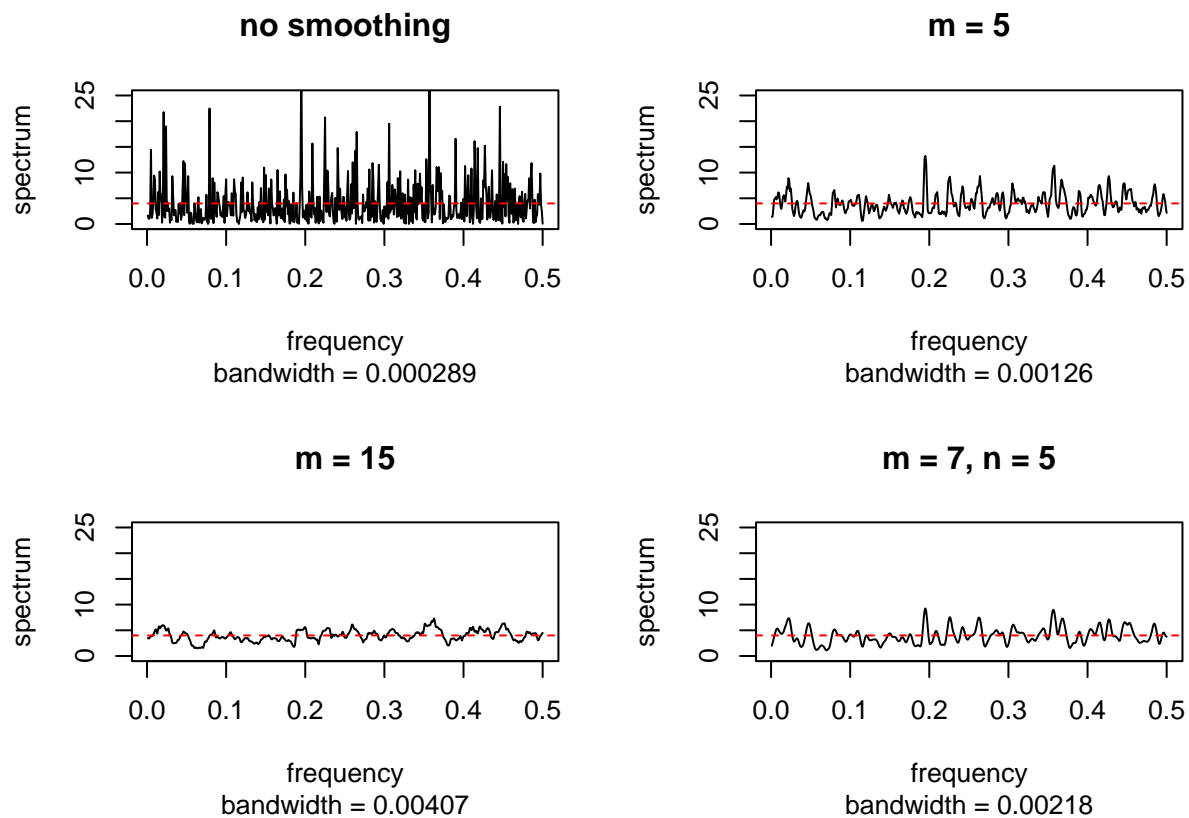 no smoothing
spectrum
25
10
0
0.0 0.1 0.2 0.3 0.4 0.5
frequency
bandwidth = 0.000289
m = 5
spectrum
25
10
0
0.0 0.1 0.2 0.3 0.4 0.5
frequency
bandwidth = 0.00126
m = 15
spectrum
25
10
0
0.0 0.1 0.2 0.3 0.4 0.5
frequency
bandwidth = 0.00407
m = 7, n = 5
spectrum
25
10
0
0.0 0.1 0.2 0.3 0.4 0.5
frequency
bandwidth = 0.00218